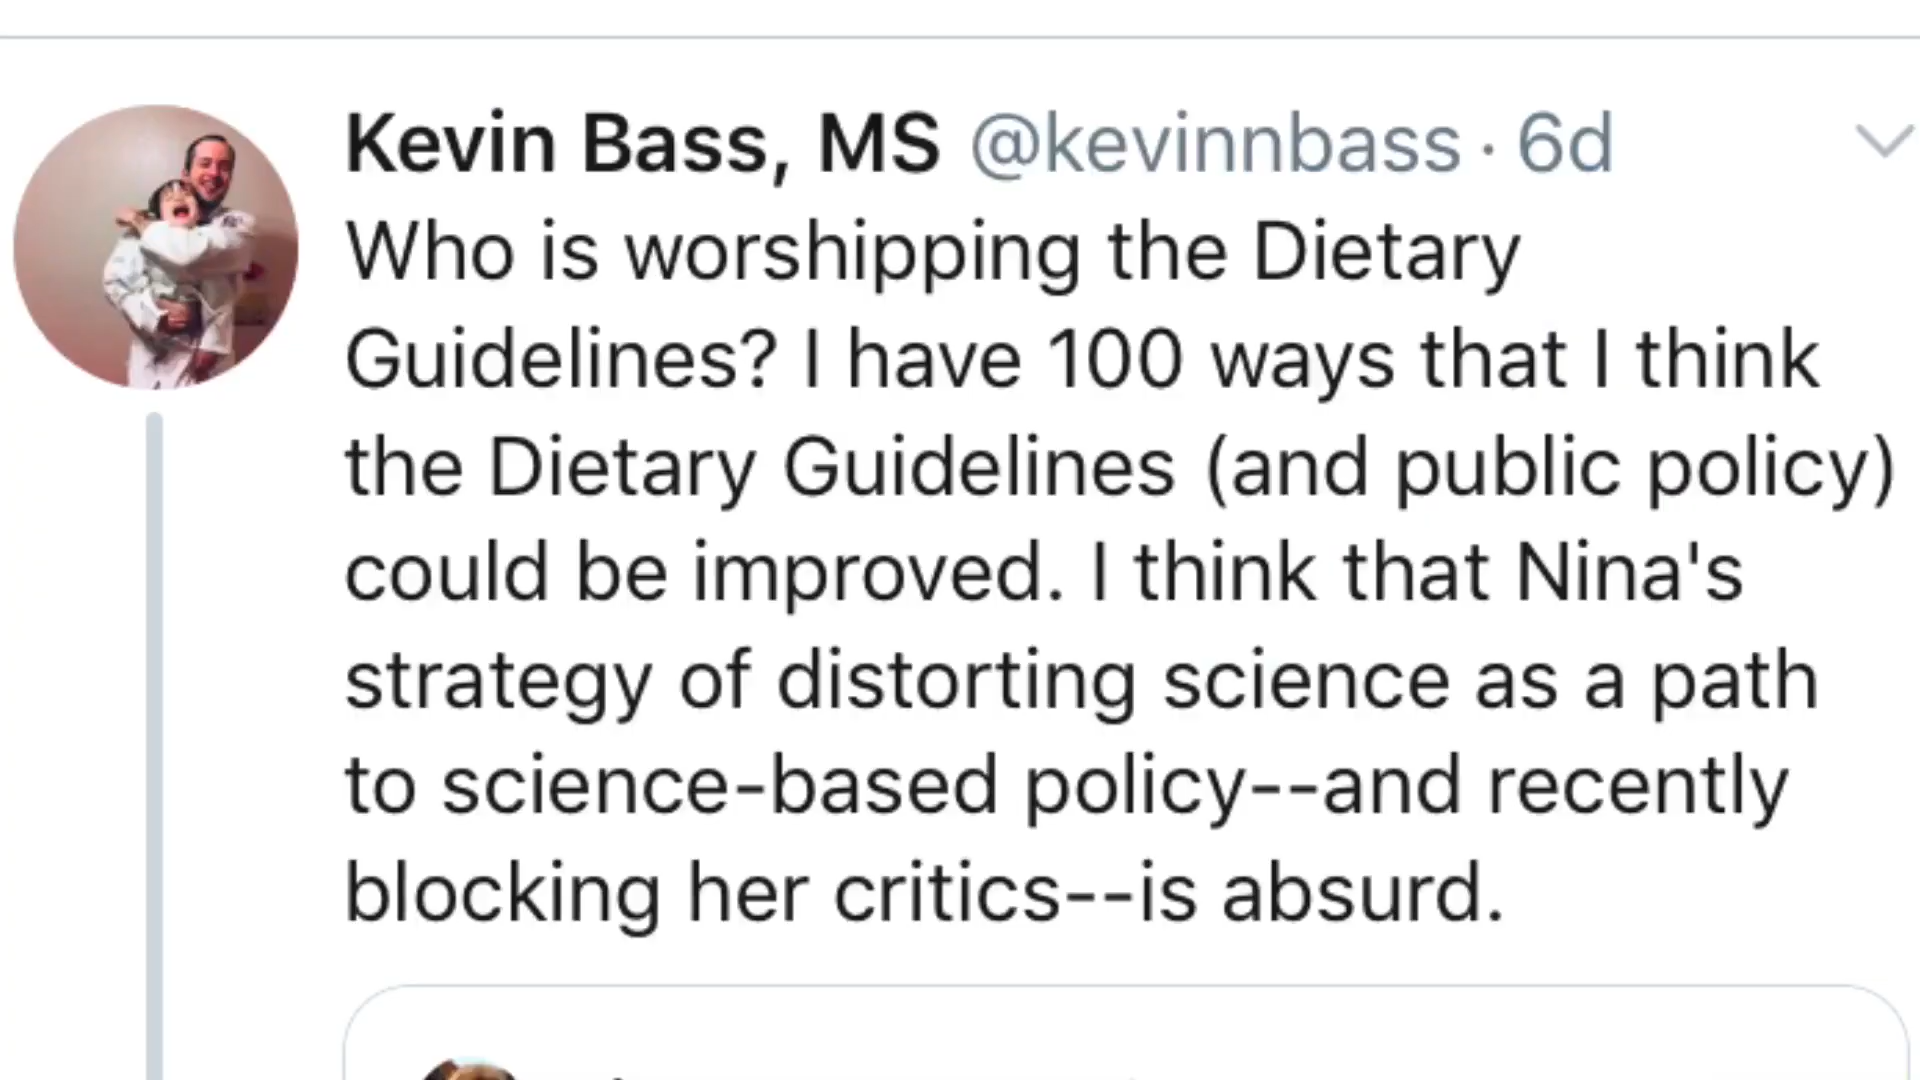 Kevin Bass, MS @kevinnbass · 6d
Who is worshipping the Dietary
Guidelines? I have 100 ways that I think
the Dietary Guidelines (and public policy)
could be improved. I think that Nina's
strategy of distorting science as a path
to science-based policy--and recently
blocking her critics--is absurd.